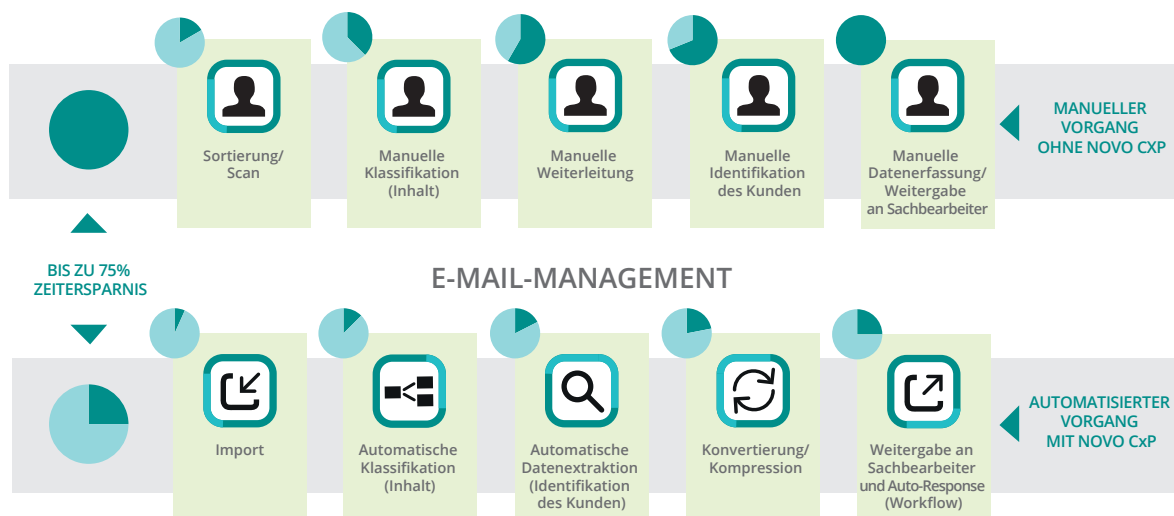 Sortierung/
Scan
Manuelle
Klassifikation
(Inhalt)
Manuelle
Weiterleitung
Manuelle
Identifikation
des Kunden
Manuelle
Datenerfassung/
Weitergabe
an Sachbearbeiter
MANUELLER
VORGANG
OHNE NOVO CXP
BIS ZU 75%
ZEITERSPARNIS
E-MAIL-MANAGEMENT
Import
Automatische
Klassifikation
(Inhalt)
Automatische
Datenextraktion
(Identifikation
des Kunden)
Konvertierung/
Kompression
Weitergabe an
Sachbearbeiter
und Auto-Response
(Workflow)
AUTOMATISIERTER
VORGANG
MIT NOVO CxP